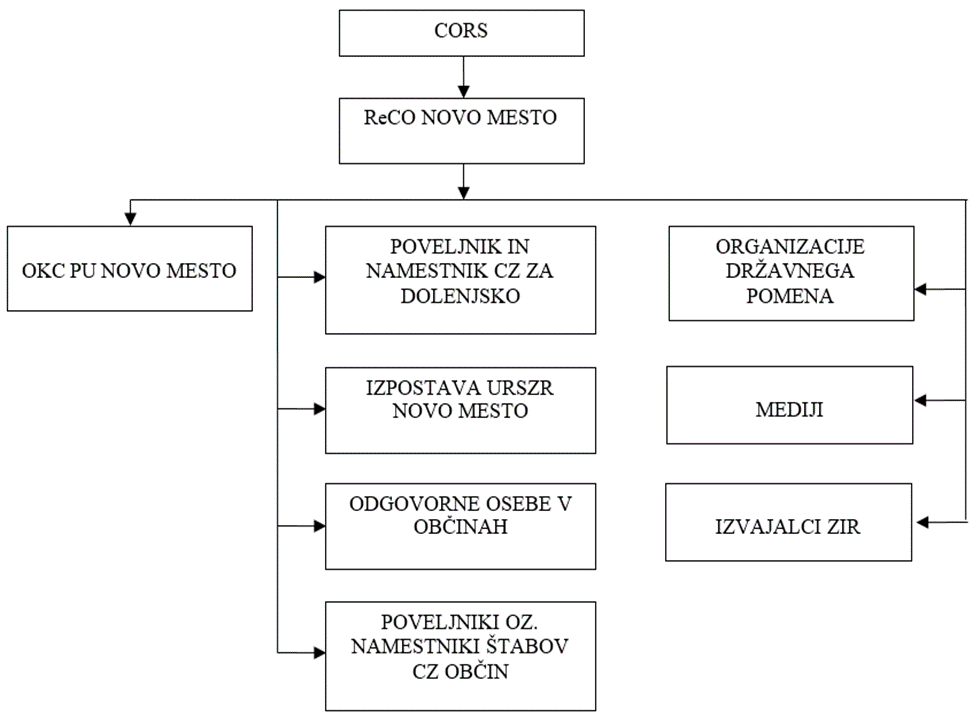 CORS
ReCO NOVO MESTO
OKC PU NOVO MESTO
POVELJNIK IN
NAMESTNIK CZ ZA
DOLENJSKO
IZPOSTAVA URSZR
NOVO MESTO
ODGOVORNE OSEBE V
OBČINAH
POVELJNIKI OZ.
NAMESTNIKI ŠTABOV
CZ OBČIN
ORGANIZACIJE
DRŽAVNEGA
POMENA
MEDIJI
IZVAJALCI ZIR